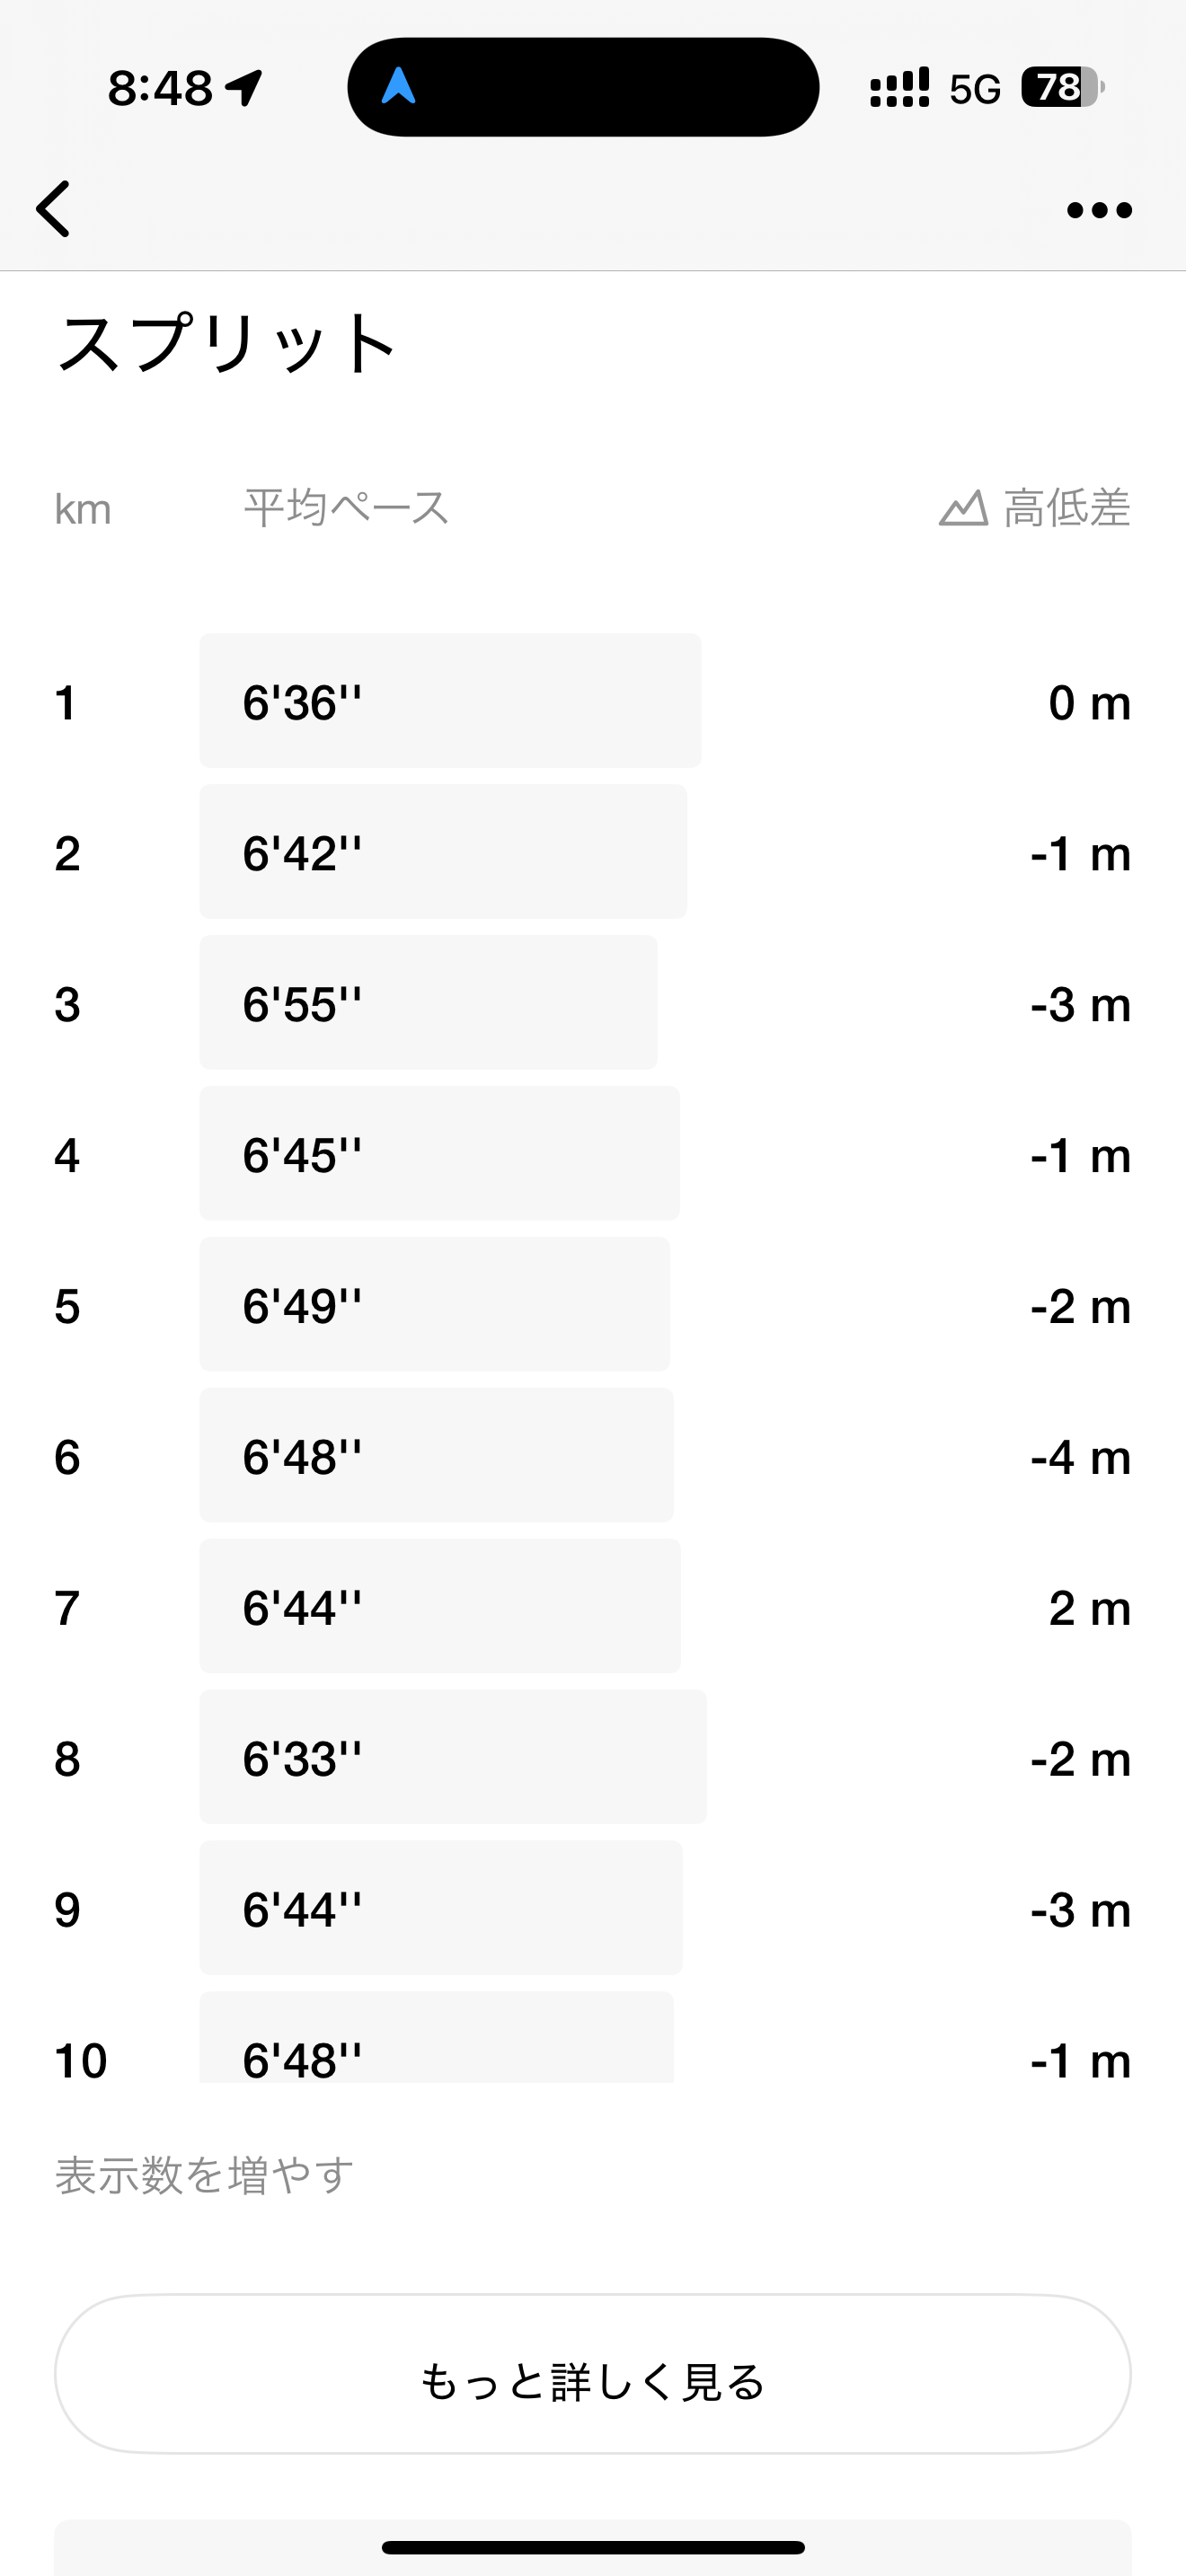 8:48 5G 78
スプリット
km 平均ペース 高低差
1 6'36'' 0 m
2 6'42'' -1 m
3 6'55'' -3 m
4 6'45'' -1 m
5 6'49'' -2 m
6 6'48'' -4 m
7 6'44'' 2 m
8 6'33'' -2 m
9 6'44'' -3 m
10 6'48'' -1 m
表示数を増やす
もっと詳しく見る